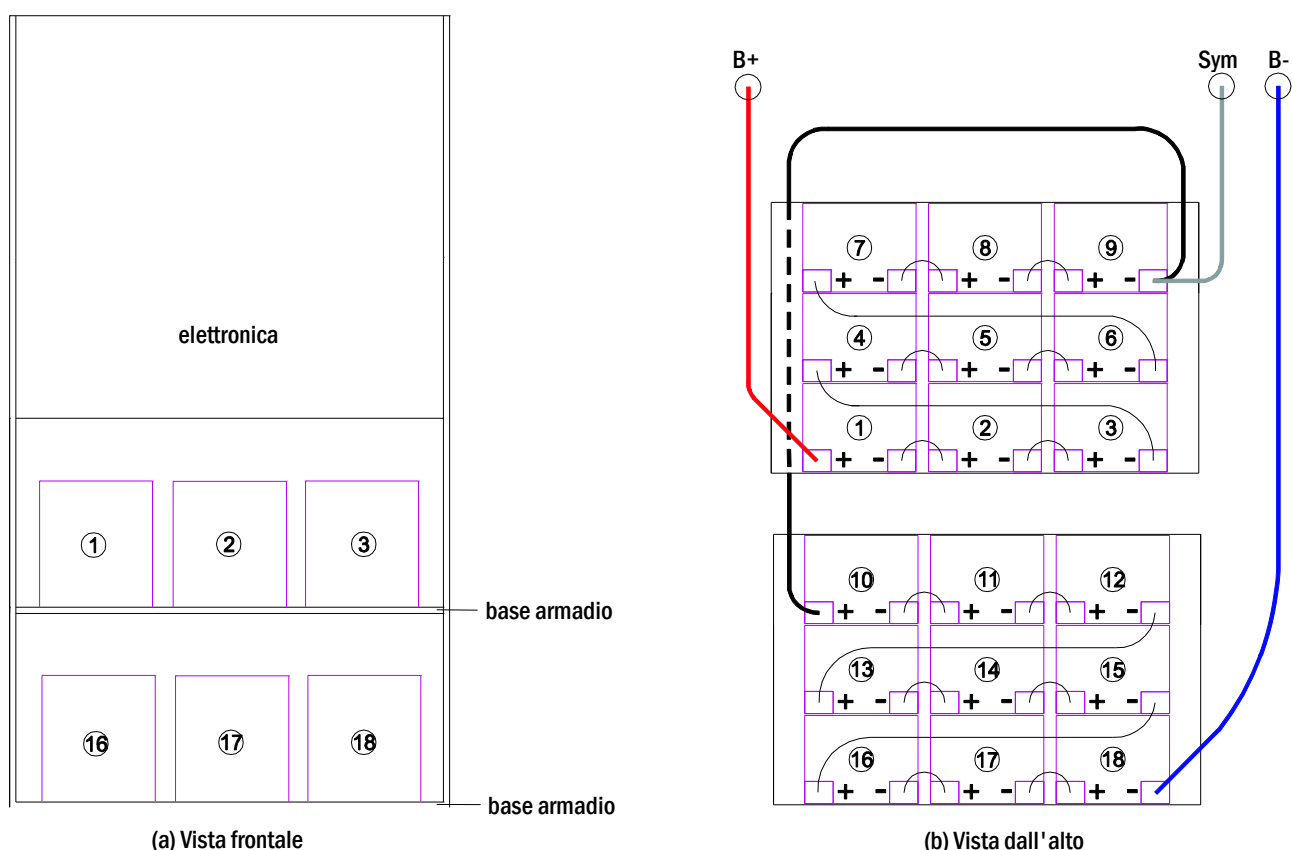 elettronica
1 2 3
base armadio
16 17 18
base armadio
(a) Vista frontale
B+ Sym B-
7 8 9
+ - + - + -
4 5 6
+ - + - + -
1 2 3
+ - + - + -
10 11 12
+ - + - + -
13 14 15
+ - + - + -
16 17 18
+ - + - + -
(b) Vista dall'alto